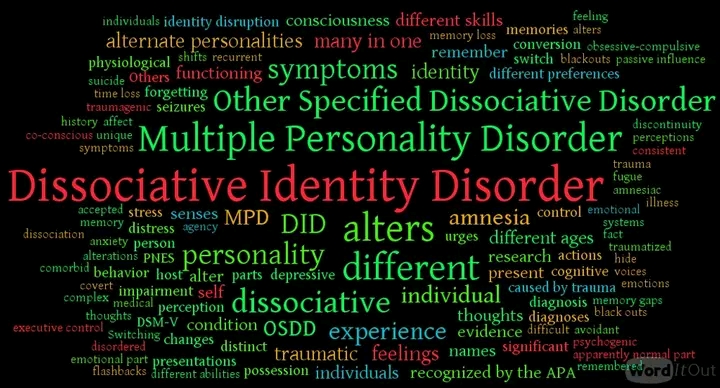 individuals identity disruption consciousness different skills feeling
alternate personalities many in one memory loss memories alters
physiological shifts recurrent remember conversion obsessive-compulsive
suicide Others functioning symptoms identity switch blackouts passive influence
different preferences
time loss forgetting
traumagenic seizures Other Specified Dissociative Disorder
history affect
co-conscious unique Multiple Personality Disorder discontinuity
perceptions
symptoms consistent
Dissociative Identity Disorder trauma
fugue
amnesiac
illness
accepted stress senses MPD DID alters amnesia control emotional
memory distress agency urges different ages systems
fact
dissociation anxiety person personality different research actions traumatized
hide
alterations PNES present cognitive voices
comorbid behavior host alter parts depressive caused by trauma emotions
covert impairment self dissociative individual diagnosis memory gaps
complex medical perception thoughts diagnoses black outs
thoughts DSM-V condition OSDD experience evidence difficult avoidant
executive control Switching changes psychogenic
disordered distinct traumatic feelings names significant apparently normal part
emotional part presentations remembered
flashbacks different abilities possession individuals recognized by the APA
WordItOut